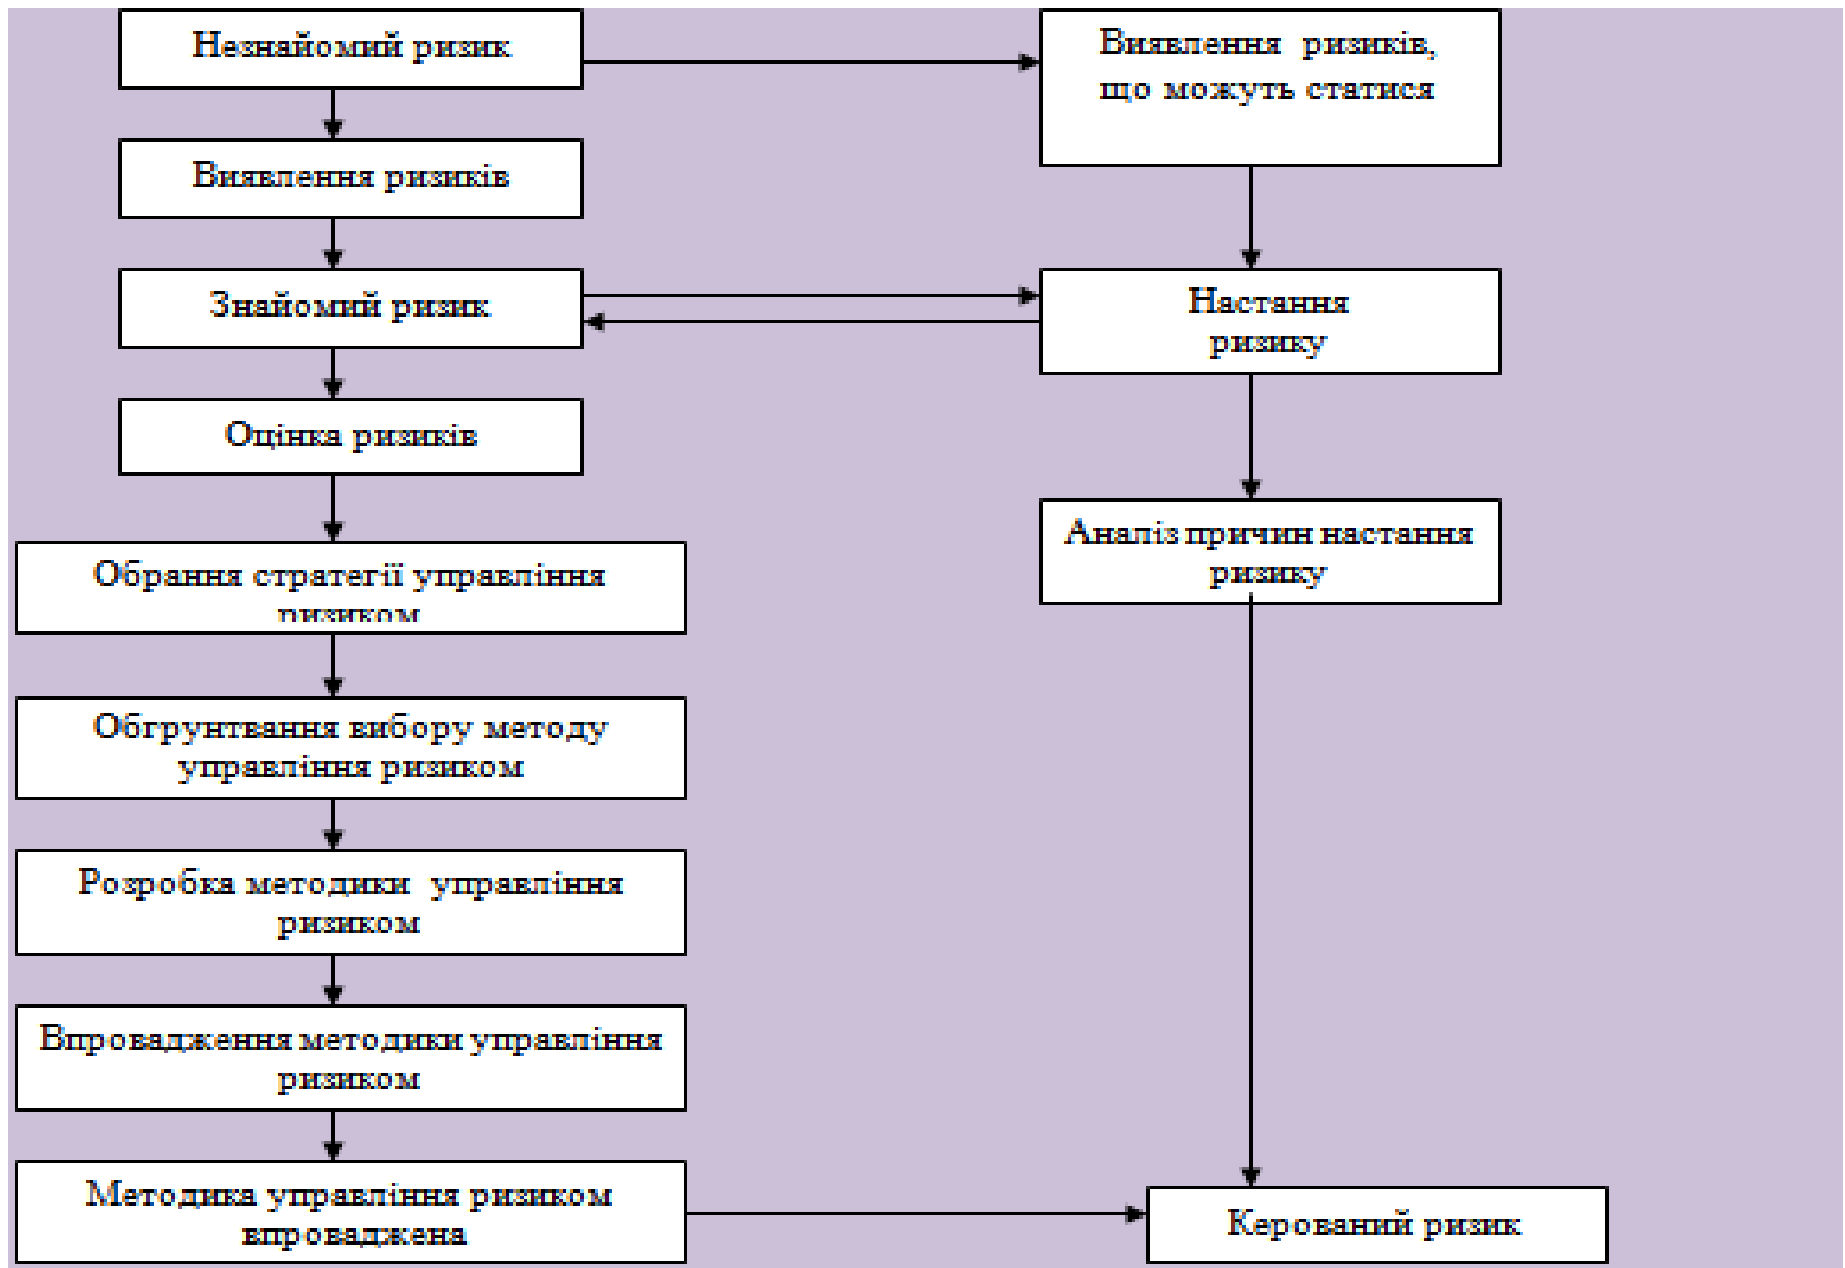 Незнайомий ризик
Виявлення ризиків,
що можуть статися
Виявлення ризиків
Знайомий ризик
Настання
ризику
Оцінка ризиків
Аналіз причин настання
ризику
Обрання стратегії управління
ризиком
Обгрунтвання вибору методу
управління ризиком
Розробка методики управління
ризиком
Впровадження методики управління
ризиком
Методика управління ризиком
впроваджена
Керований ризик